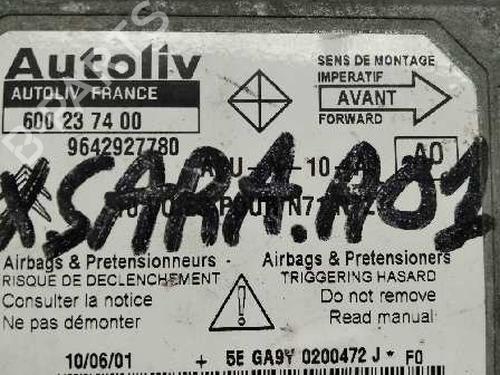 Autoliv
AUTOLIV FRANCE
600 23 74 00
9642927780
SENS DE MONTAGE
IMPERATIF
AVANT
FORWARD
A0
XSARA.A01
Airbags & Pretensionneurs
RISQUE DE DECLENCHEMENT
Consulter la notice
Ne pas démonter
Airbags & Pretensioners
TRIGGERING HASARD
Do not remove
Read manual
10/06/01 + 5E GA9Y 0200472 J * F0